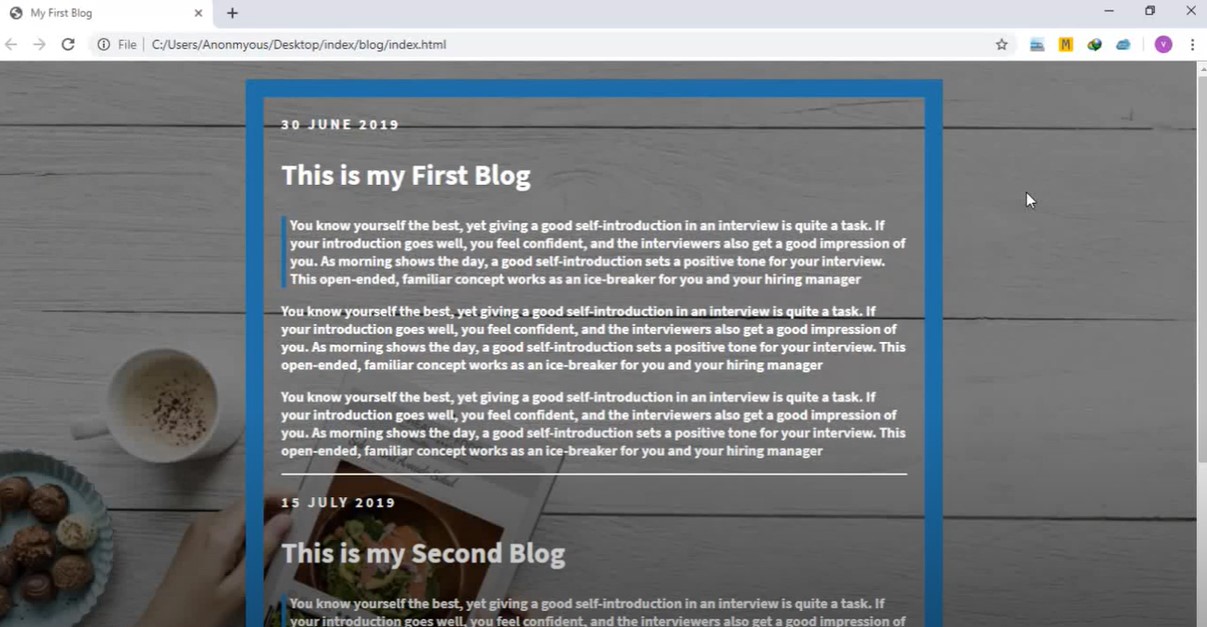 My First Blog
File
C:/Users/Anonmyous/Desktop/index/blog/index.html
M
V
30 JUNE 2019
This is my First Blog
You know yourself the best, yet giving a good self-introduction in an interview is quite a task. If
your introduction goes well, you feel confident, and the interviewers also get a good impression of
you. As morning shows the day, a good self-introduction sets a positive tone for your interview.
This open-ended, familiar concept works as an ice-breaker for you and your hiring manager
You know yourself the best, yet giving a good self-introduction in an interview is quite a task. If
your introduction goes well, you feel confident, and the interviewers also get a good impression of
you. As morning shows the day, a good self-introduction sets a positive tone for your interview. This
open-ended, familiar concept works as an ice-breaker for you and your hiring manager
You know yourself the best, yet giving a good self-introduction in an interview is quite a task. If
your introduction goes well, you feel confident, and the interviewers also get a good impression of
you. As morning shows the day, a good self-introduction sets a positive tone for your interview. This
open-ended, familiar concept works as an ice-breaker for you and your hiring manager
15 JULY 2019
This is my Second Blog
You know yourself the best, yet giving a good self-introduction in an interview is quite a task. If
your introduction goes well, you feel confident, and the interviewers also get a good impression of